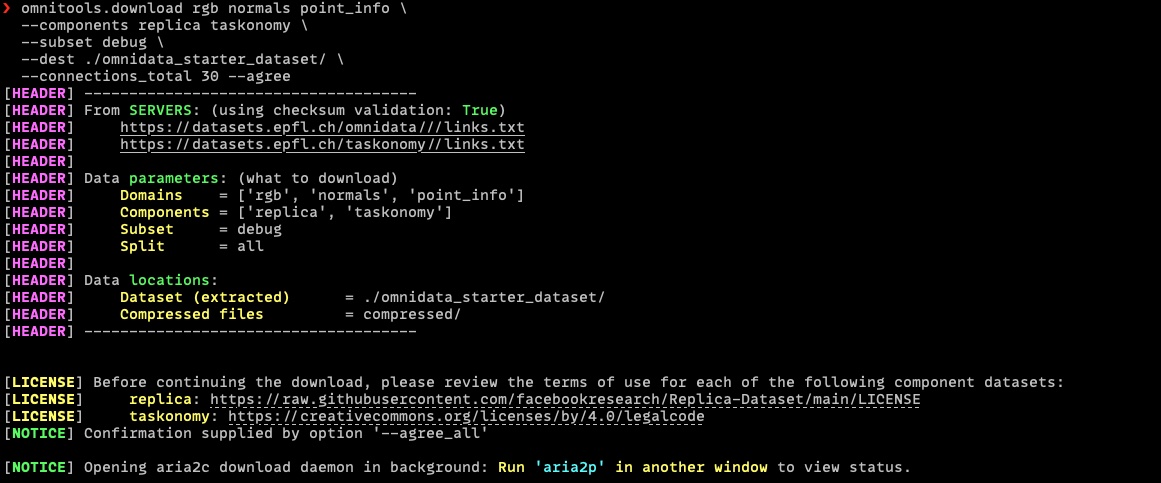 ❯ omnitools.download rgb normals point_info \
--components replica taskonomy \
--subset debug \
--dest ./omnidata_starter_dataset/ \
--connections_total 30 --agree
[HEADER] -------------------------------------
[HEADER] From SERVERS: (using checksum validation: True)
[HEADER] https://datasets.epfl.ch/omnidata///links.txt
[HEADER] https://datasets.epfl.ch/taskonomy//links.txt
[HEADER]
[HEADER] Data parameters: (what to download)
[HEADER] Domains = ['rgb', 'normals', 'point_info']
[HEADER] Components = ['replica', 'taskonomy']
[HEADER] Subset = debug
[HEADER] Split = all
[HEADER]
[HEADER] Data locations:
[HEADER] Dataset (extracted) = ./omnidata_starter_dataset/
[HEADER] Compressed files = compressed/
[HEADER] -------------------------------------
[LICENSE] Before continuing the download, please review the terms of use for each of the following component datasets:
[LICENSE] replica: https://raw.githubusercontent.com/facebookresearch/Replica-Dataset/main/LICENSE
[LICENSE] taskonomy: https://creativecommons.org/licenses/by/4.0/legalcode
[NOTICE] Confirmation supplied by option '--agree_all'
[NOTICE] Opening aria2c download daemon in background: Run 'aria2p' in another window to view status.